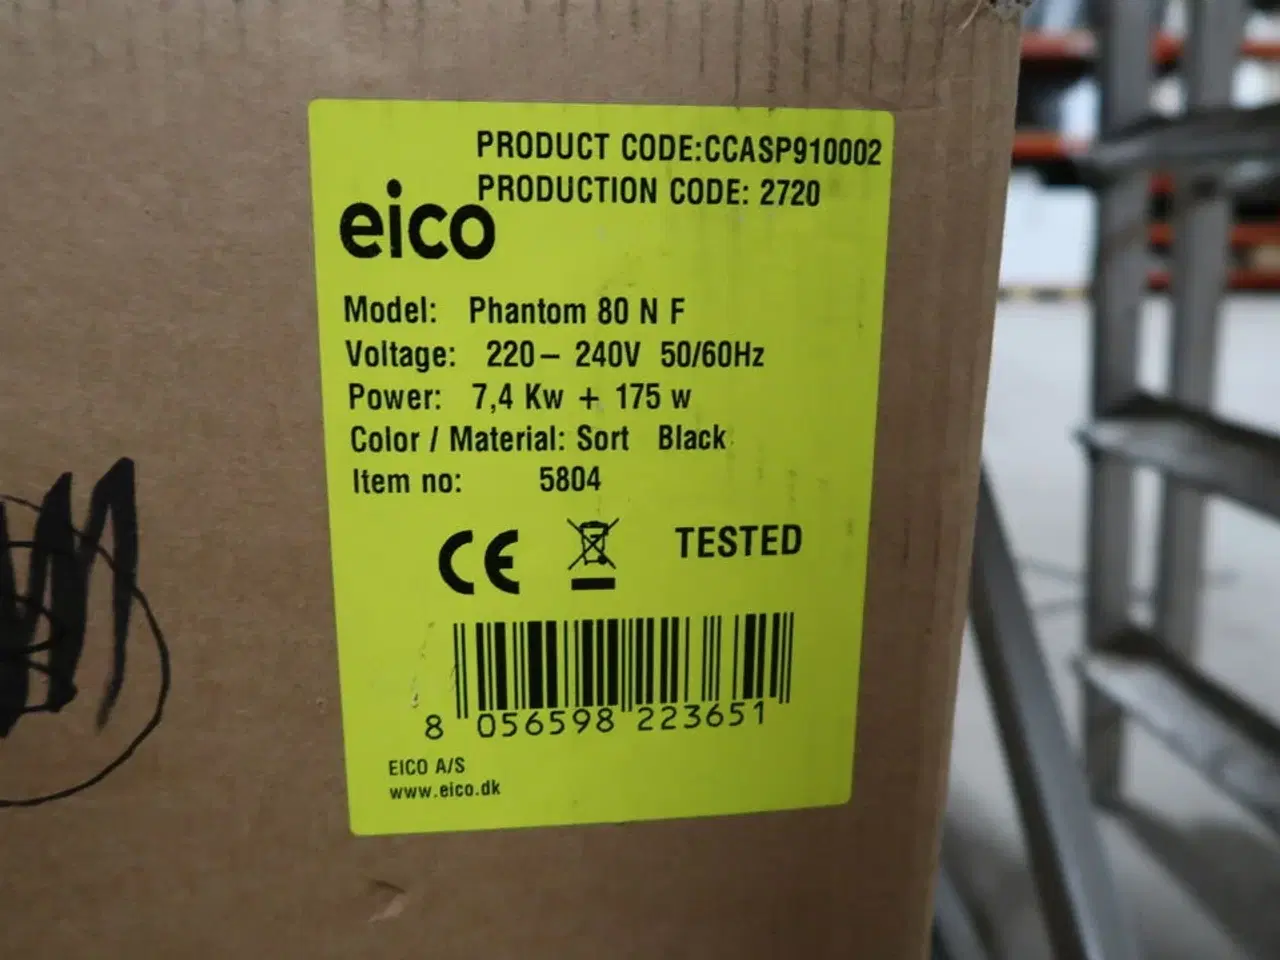 PRODUCT CODE:CCASP910002
PRODUCTION CODE: 2720
eico
Model: Phantom 80 N F
Voltage: 220– 240V 50/60Hz
Power: 7,4 Kw + 175 w
Color / Material: Sort Black
Item no: 5804
CE TESTED
8 056598 223651
EICO A/S
www.eico.dk